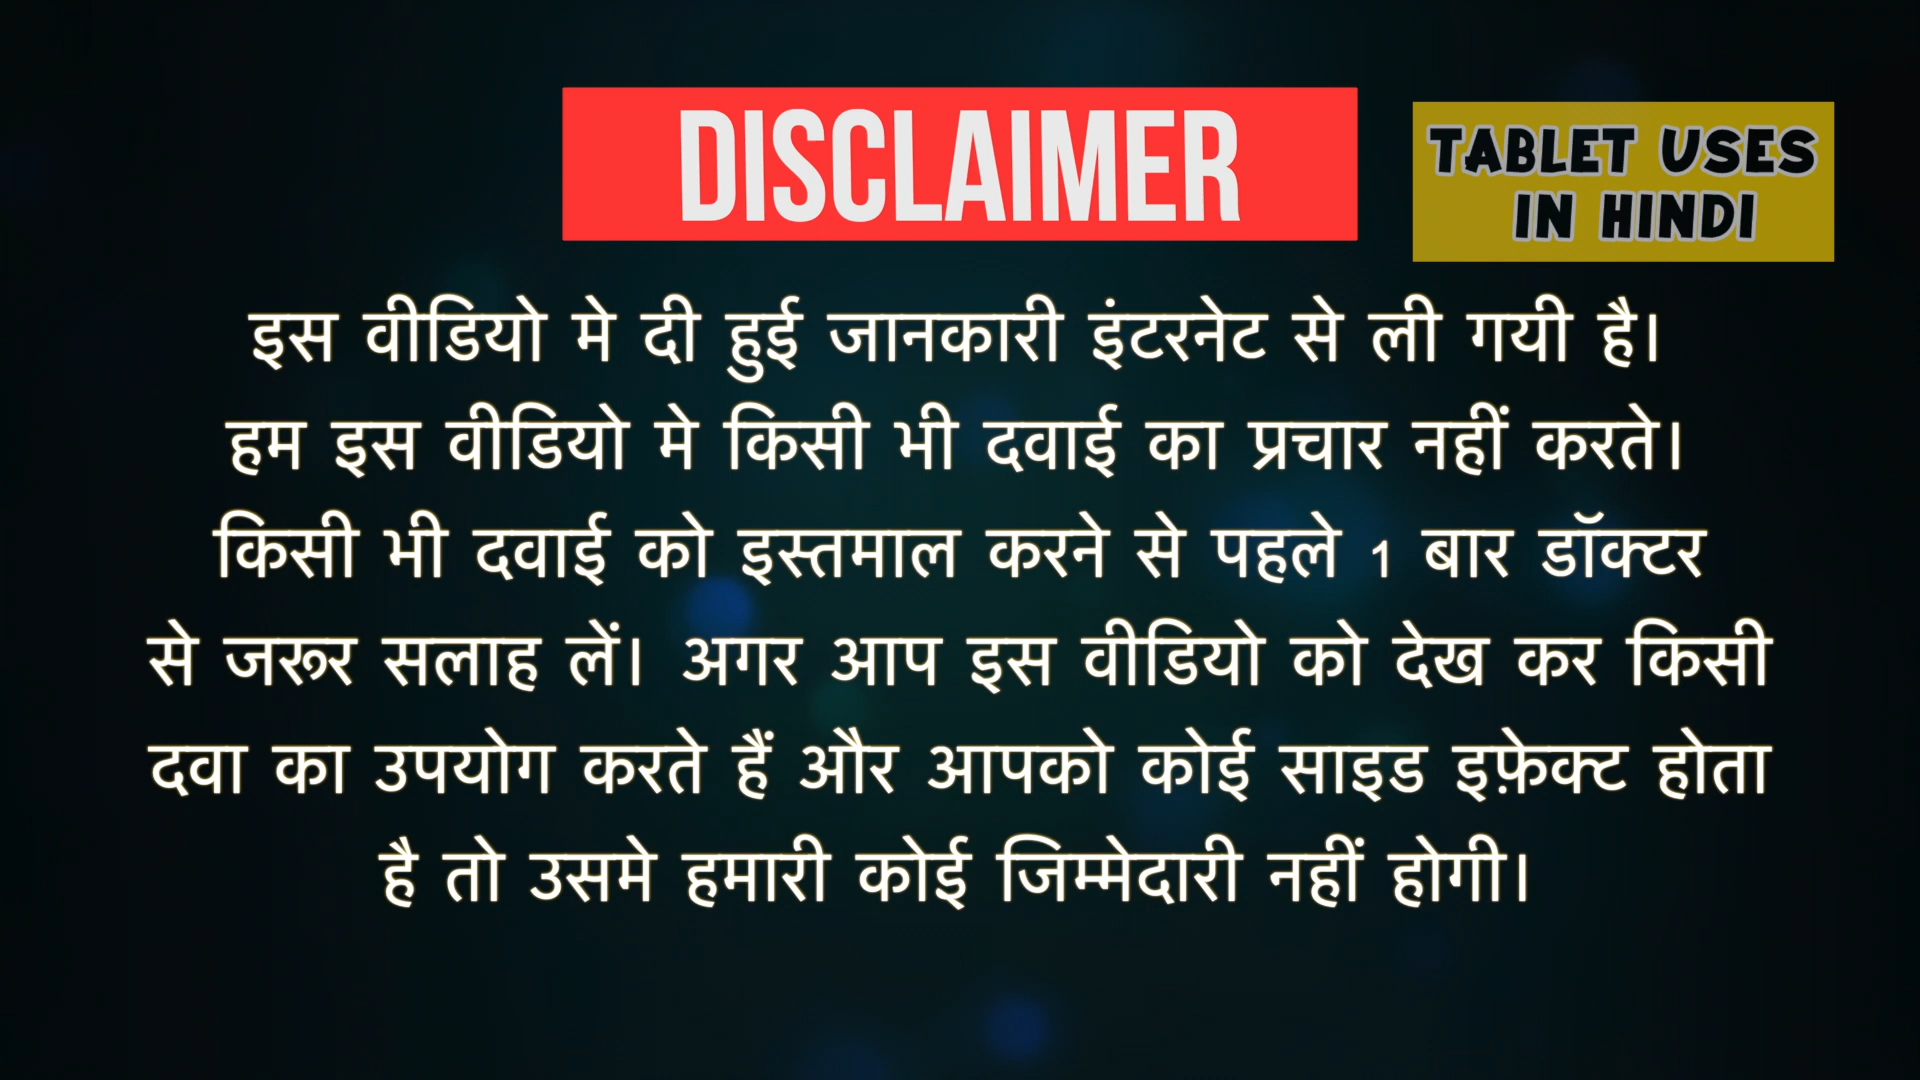 DISCLAIMER
TABLET USES
IN HINDI
इस वीडियो मे दी हुई जानकारी इंटरनेट से ली गयी है।
हम इस वीडियो मे किसी भी दवाई का प्रचार नहीं करते।
किसी भी दवाई को इस्तमाल करने से पहले 1 बार डॉक्टर
से जरूर सलाह लें। अगर आप इस वीडियो को देख कर किसी
दवा का उपयोग करते हैं और आपको कोई साइड इफ़ेक्ट होता
है तो उसमे हमारी कोई जिम्मेदारी नहीं होगी।